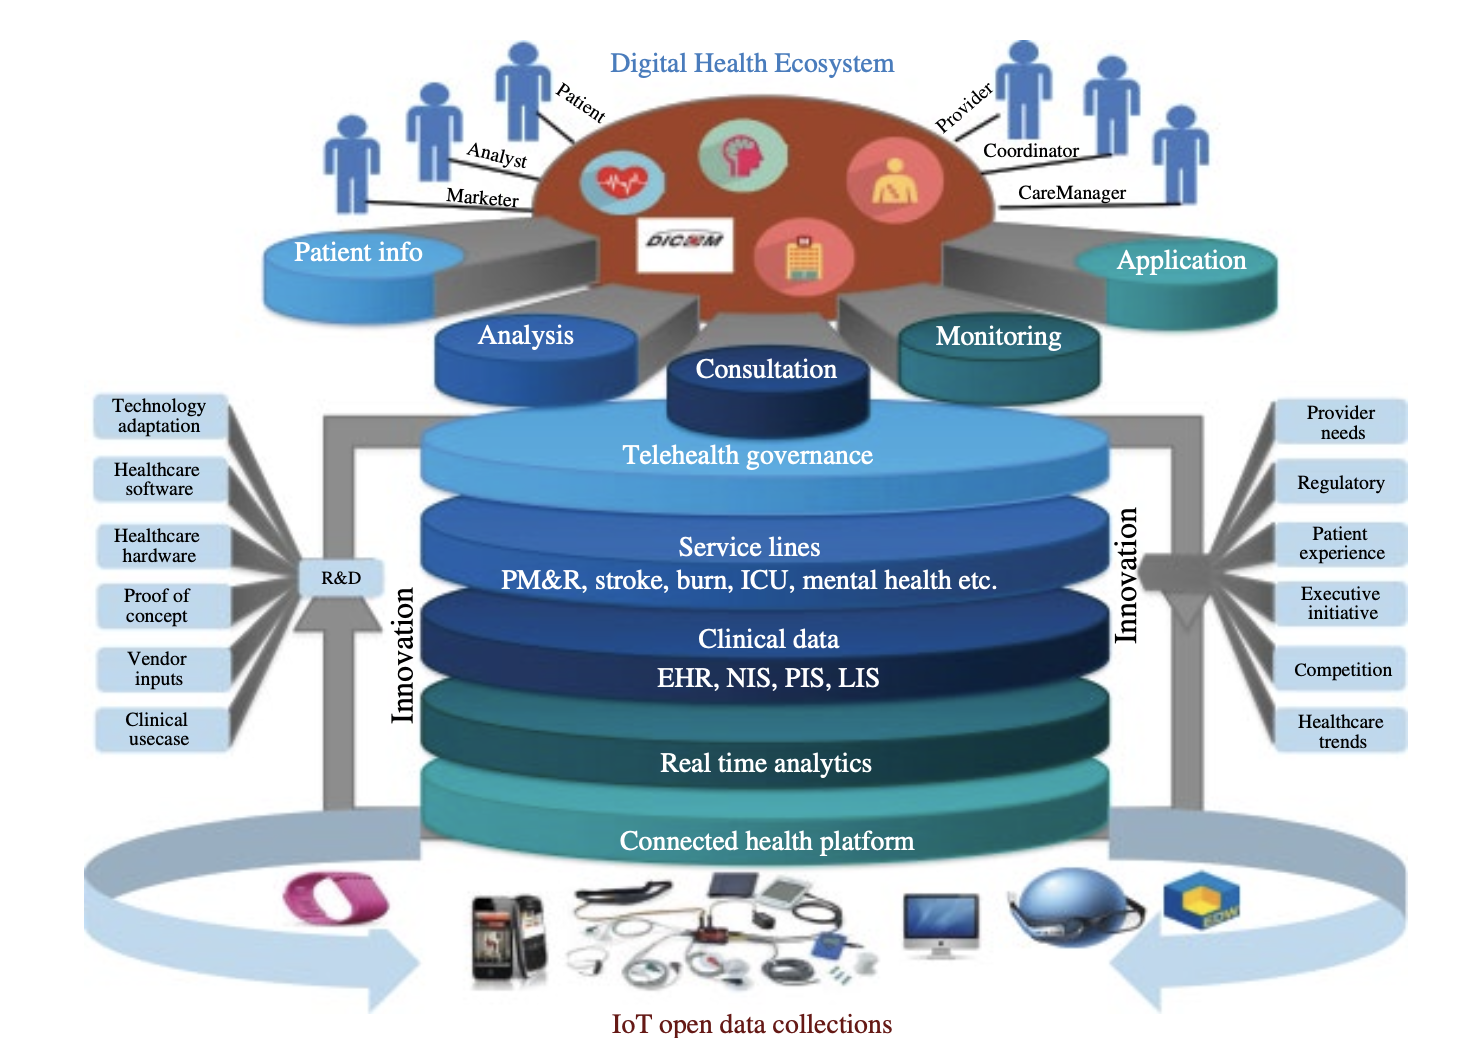 Digital Health Ecosystem
Patient
Analyst
Marketer
Provider
Coordinator
CareManager
DICOM
Patient info
Application
Analysis
Monitoring
Consultation
Technology
adaptation
Healthcare
software
Healthcare
hardware
Proof of
concept
Vendor
inputs
Clinical
usecase
R&D
Innovation
Telehealth governance
Service lines
PM&R, stroke, burn, ICU, mental health etc.
Clinical data
EHR, NIS, PIS, LIS
Real time analytics
Connected health platform
Innovation
Provider
needs
Regulatory
Patient
experience
Executive
initiative
Competition
Healthcare
trends
EDW
IoT open data collections